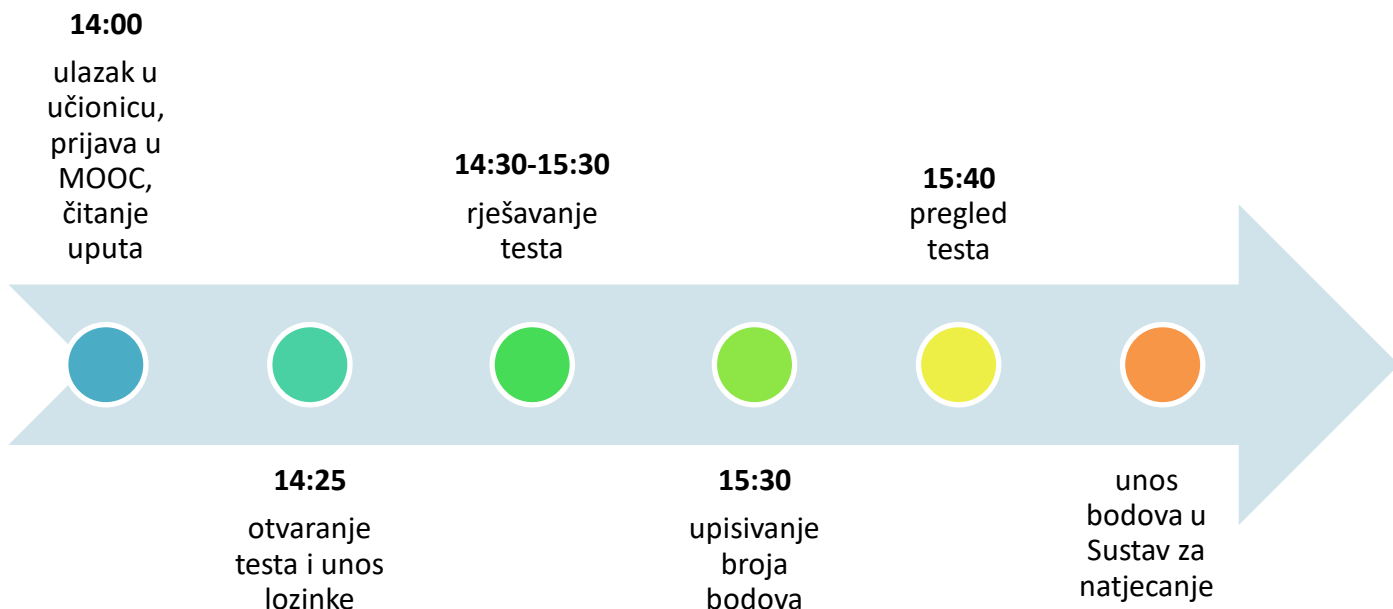 14:00
ulazak u
učionicu,
prijava u
MOOC,
čitanje
uputa
14:25
otvaranje
testa i unos
lozinke
14:30-15:30
rješavanje
testa
15:30
upisivanje
broja
bodova
15:40
pregled
testa
unos
bodova u
Sustav za
natjecanje